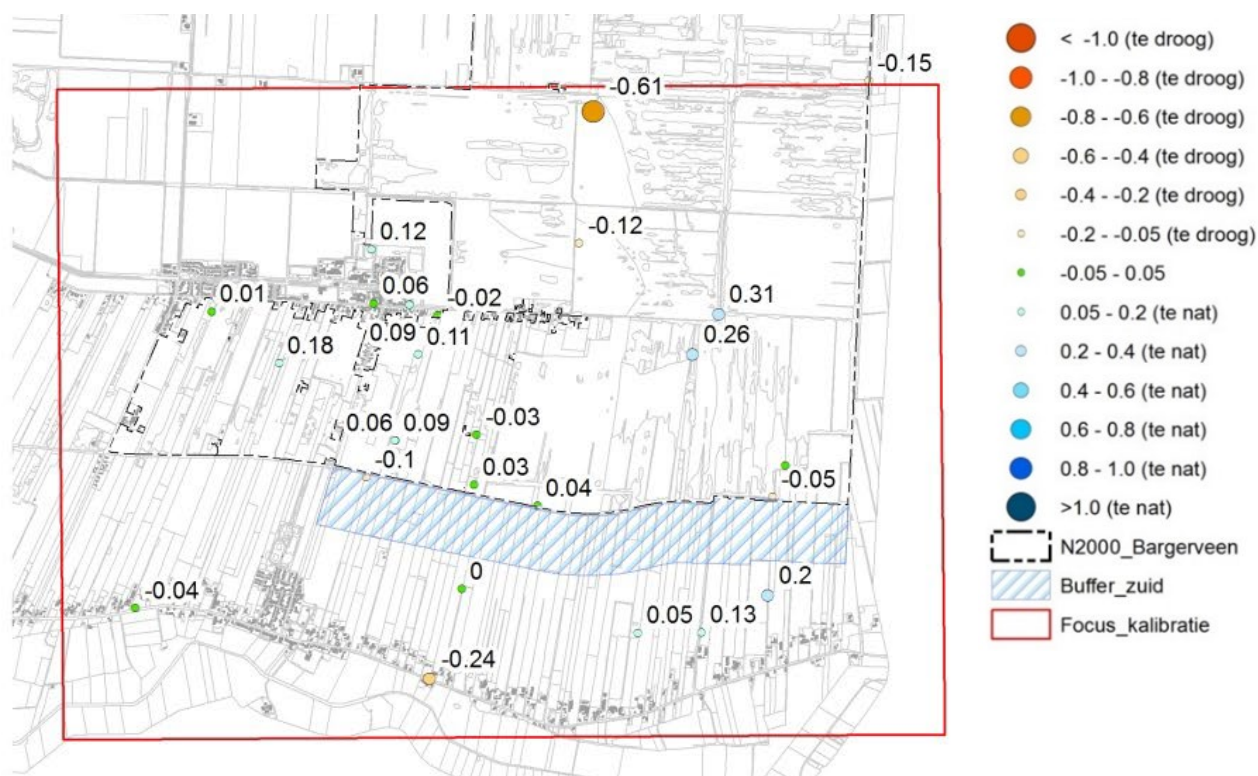 -0.15
-0.61
0.12
-0.12
0.01
0.06
-0.02
0.31
0.09
0.11
0.26
0.18
0.06
0.09
-0.03
-0.1
0.03
0.04
-0.05
0
0.2
-0.04
0.05
0.13
-0.24
< -1.0 (te droog)
-1.0 - -0.8 (te droog)
-0.8 - -0.6 (te droog)
-0.6 - -0.4 (te droog)
-0.4 - -0.2 (te droog)
-0.2 - -0.05 (te droog)
-0.05 - 0.05
0.05 - 0.2 (te nat)
0.2 - 0.4 (te nat)
0.4 - 0.6 (te nat)
0.6 - 0.8 (te nat)
0.8 - 1.0 (te nat)
>1.0 (te nat)
N2000_Bargerveen
Buffer_zuid
Focus_kalibratie